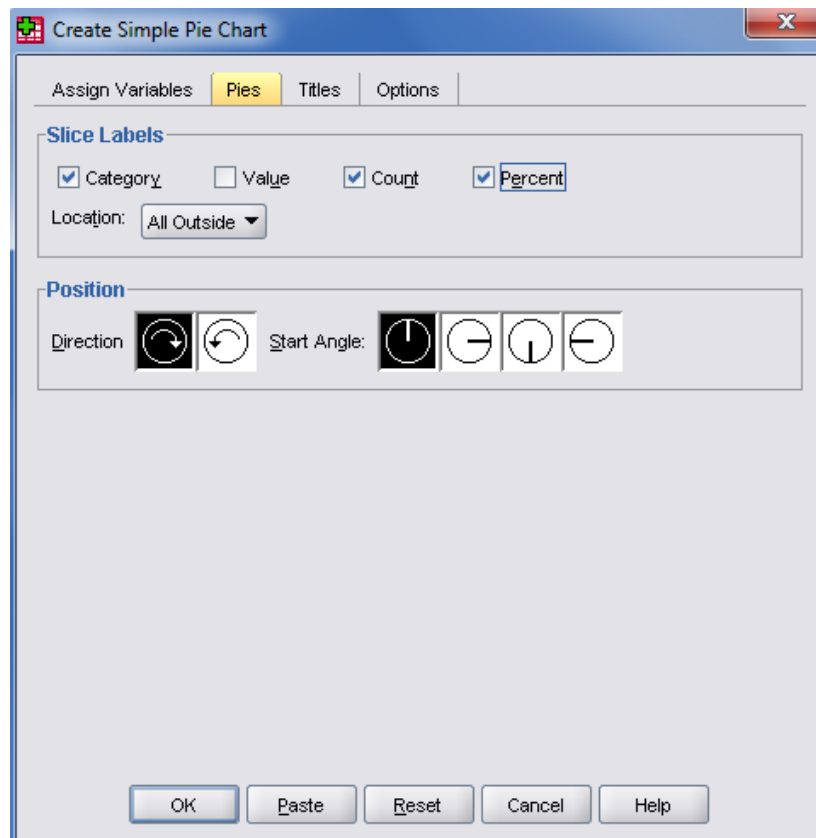 Create Simple Pie Chart
Assign Variables Pies Titles Options
Slice Labels
Category Value Count Percent
Location: All Outside
Position
Direction Start Angle:
OK Paste Reset Cancel Help